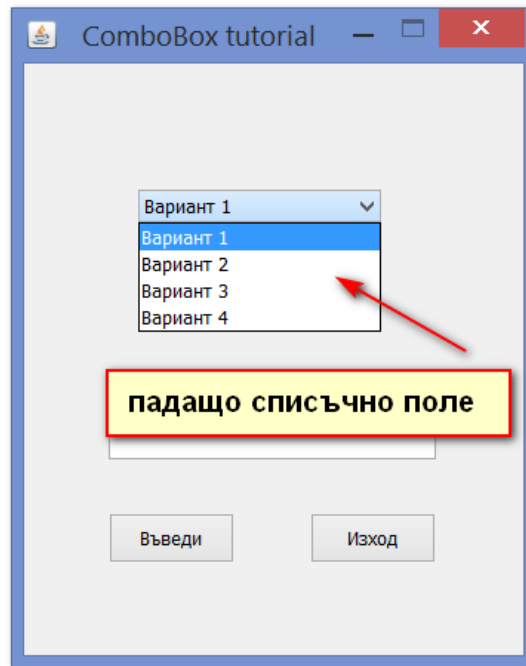 ComboBox tutorial
Вариант 1
Вариант 1
Вариант 2
Вариант 3
Вариант 4
падащо списъчно поле
Въведи Изход